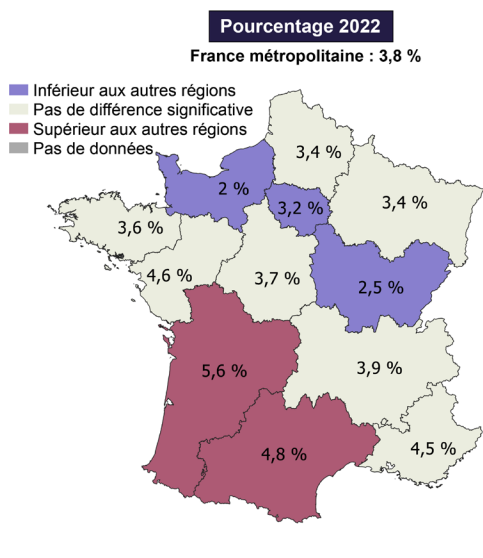 Pourcentage 2022
France métropolitaine : 3,8 %
Inférieur aux autres régions
Pas de différence significative
Supérieur aux autres régions
Pas de données
3,4 %
2 %
3,2 %
3,4 %
3,6 %
4,6 %
3,7 %
2,5 %
5,6 %
3,9 %
4,8 %
4,5 %